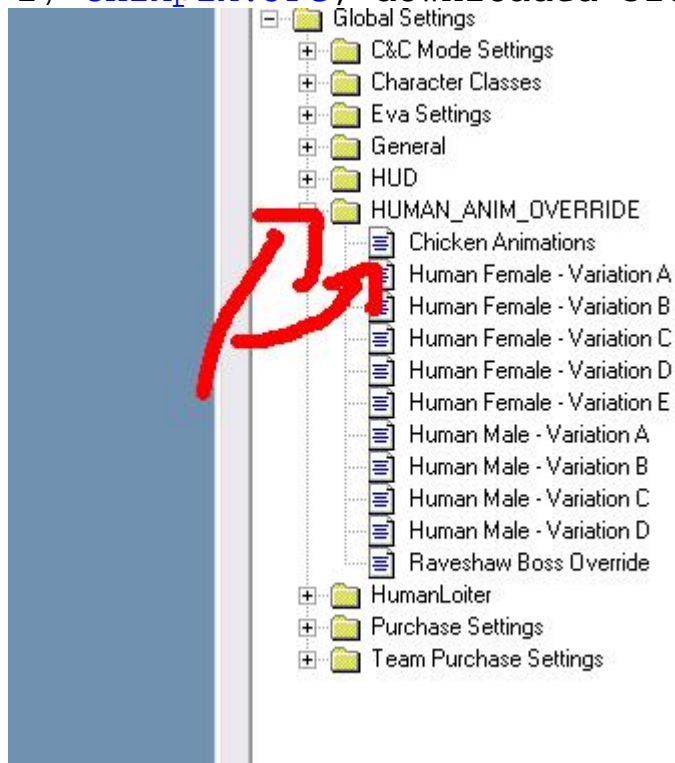 Global Settings
C&C Mode Settings
Character Classes
Eva Settings
General
HUD
HUMAN_ANIM_OVERRIDE
Chicken Animations
Human Female - Variation A
Human Female - Variation B
Human Female - Variation C
Human Female - Variation D
Human Female - Variation E
Human Male - Variation A
Human Male - Variation B
Human Male - Variation C
Human Male - Variation D
Raveshaw Boss Override
HumanLoiter
Purchase Settings
Team Purchase Settings